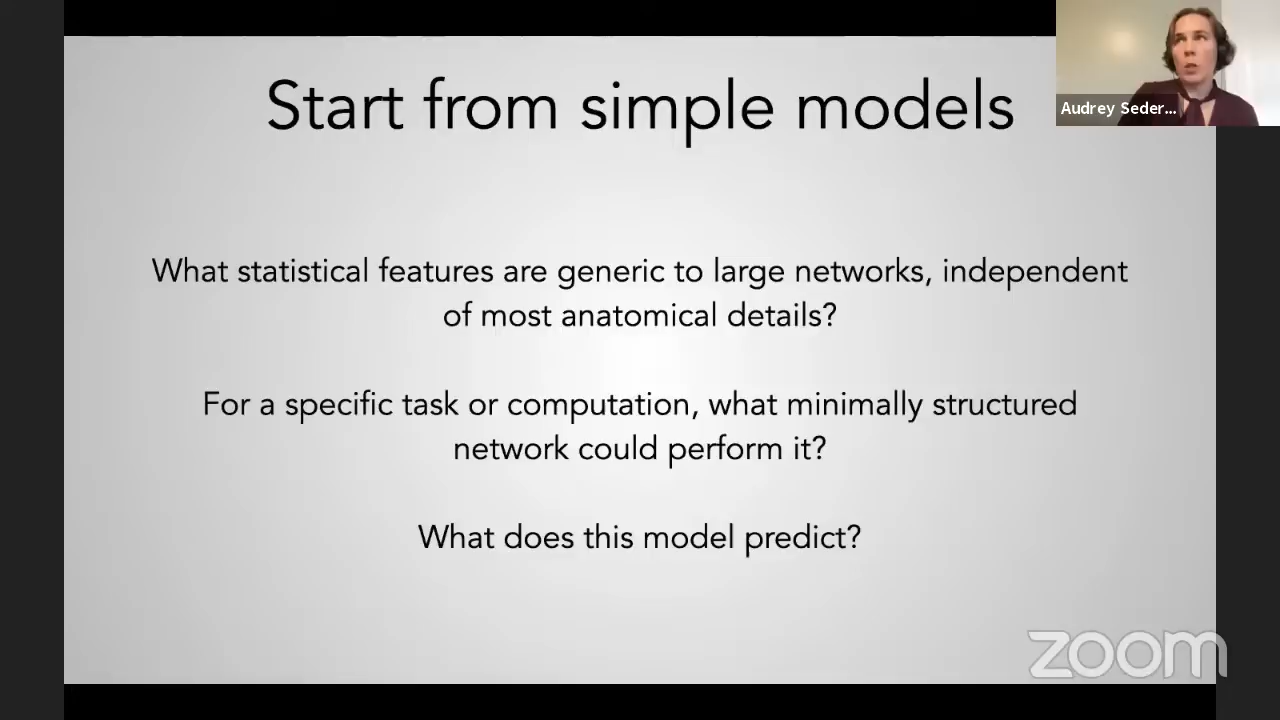 Start from simple models
Audrey Seder...
What statistical features are generic to large networks, independent
of most anatomical details?
For a specific task or computation, what minimally structured
network could perform it?
What does this model predict?
zoom